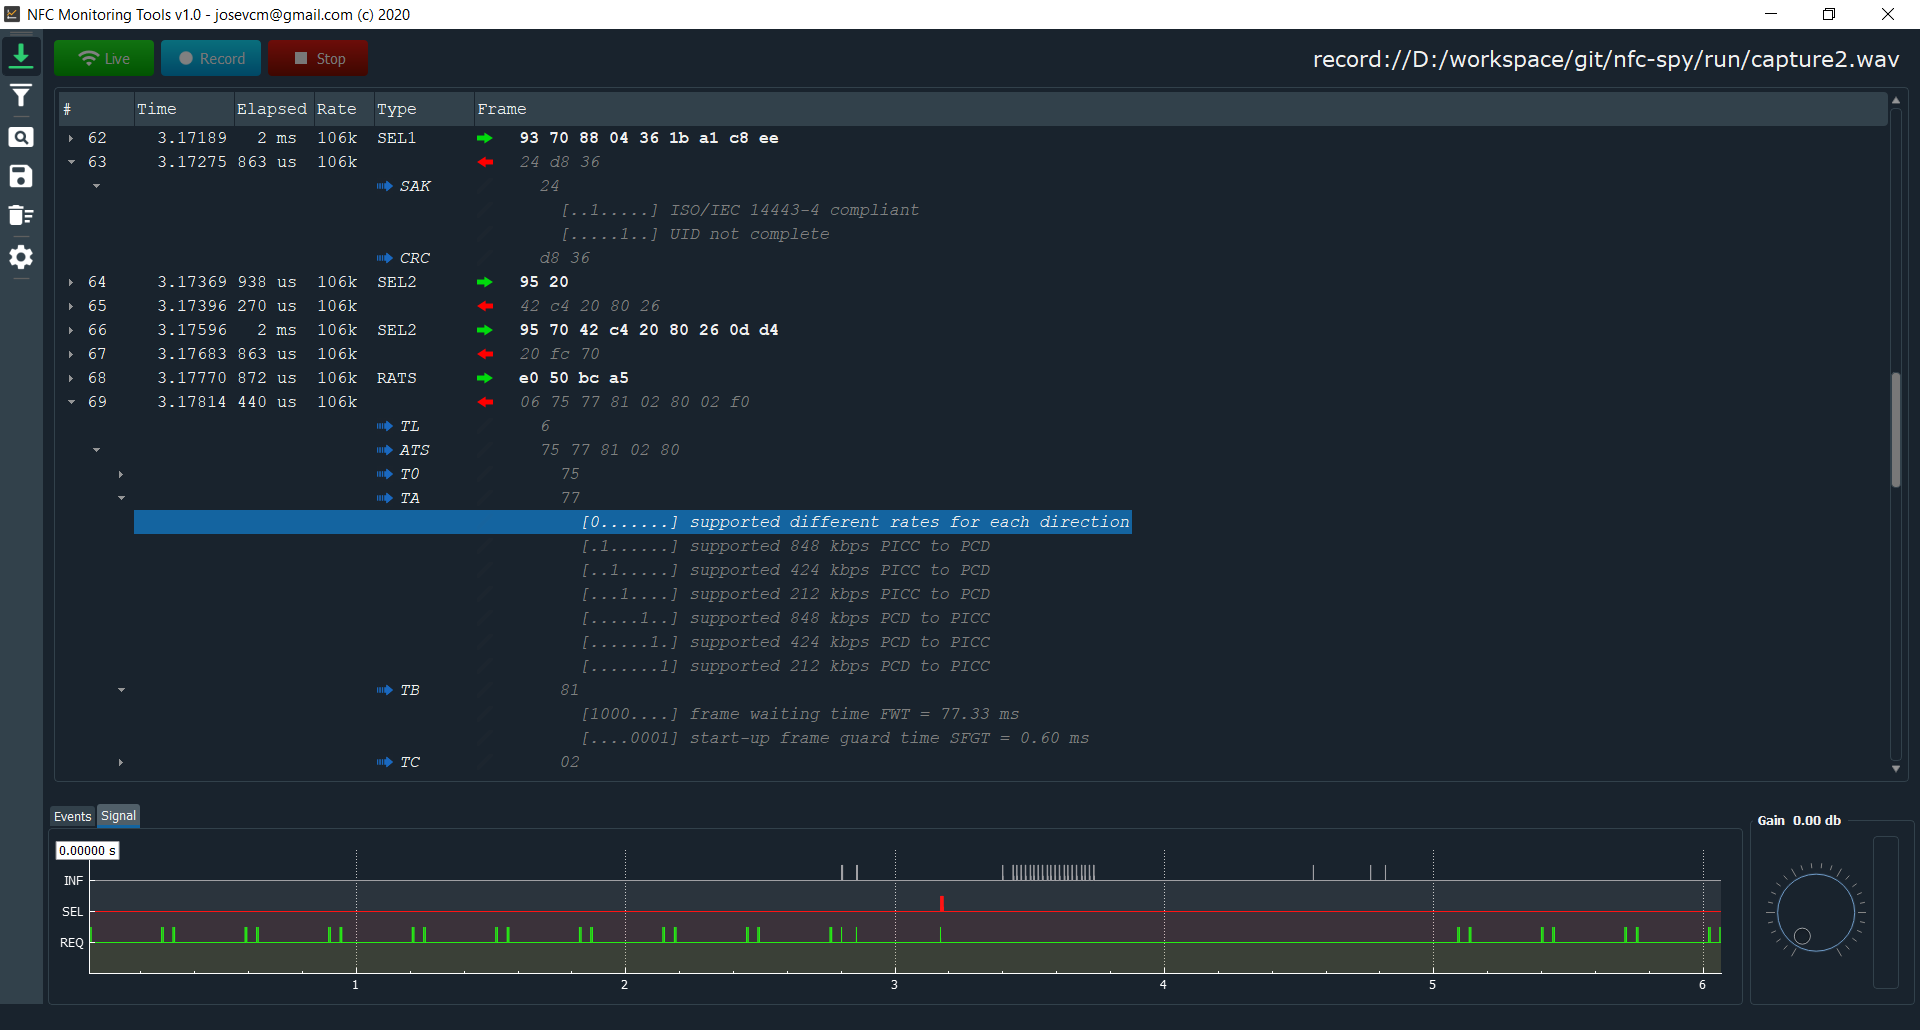 NFC Monitoring Tools v1.0 - josevcm@gmail.com (c) 2020
Live Record Stop record://D:/workspace/git/nfc-spy/run/capture2.wav
# Time Elapsed Rate Type Frame
62 3.17189 2 ms 106k SEL1 93 70 88 04 36 1b a1 c8 ee
63 3.17275 863 us 106k 24 d8 36
SAK 24
[..1.....] ISO/IEC 14443-4 compliant
[.....1..] UID not complete
CRC d8 36
64 3.17369 938 us 106k SEL2 95 20
65 3.17396 270 us 106k 42 c4 20 80 26
66 3.17596 2 ms 106k SEL2 95 70 42 c4 20 80 26 0d d4
67 3.17683 863 us 106k 20 fc 70
68 3.17770 872 us 106k RATS e0 50 bc a5
69 3.17814 440 us 106k 06 75 77 81 02 80 02 f0
TL 6
ATS 75 77 81 02 80
T0 75
TA 77
[0.......] supported different rates for each direction
[.1......] supported 848 kbps PICC to PCD
[..1.....] supported 424 kbps PICC to PCD
[...1....] supported 212 kbps PICC to PCD
[.....1..] supported 848 kbps PCD to PICC
[......1.] supported 424 kbps PCD to PICC
[.......1] supported 212 kbps PCD to PICC
TB 81
[1000....] frame waiting time FWT = 77.33 ms
[....0001] start-up frame guard time SFGT = 0.60 ms
TC 02
Events Signal
Gain 0.00 db
0.00000 s
INF
SEL
REQ
1 2 3 4 5 6